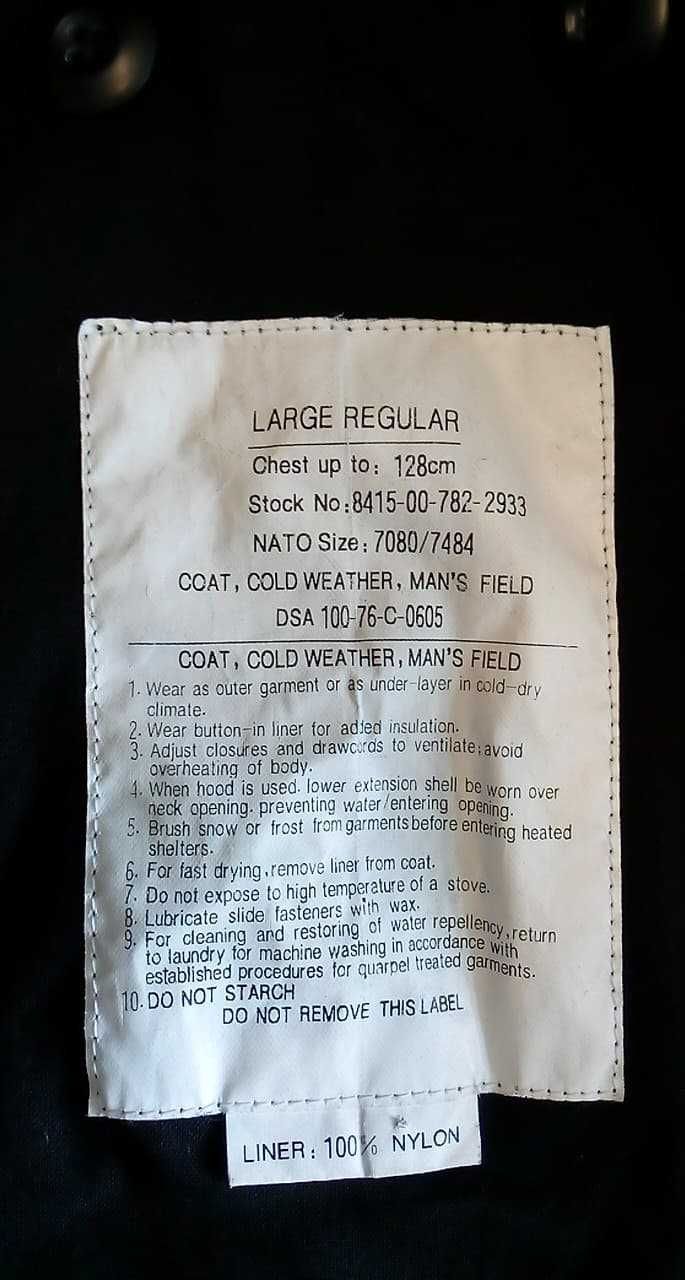 LARGE REGULAR
Chest up to: 128cm
Stock No:8415-00-782-2933
NATO Size: 7080/7484
COAT, COLD WEATHER, MAN'S FIELD
DSA 100-76-C-0605
COAT, COLD WEATHER, MAN'S FIELD
1. Wear as outer garment or as under-layer in cold-dry
climate.
2. Wear button-in liner for added insulation.
3. Adjust closures and drawcords to ventilate; avoid
overheating of body.
4. When hood is used. lower extension shell be worn over
neck opening. preventing water/entering opening.
5. Brush snow or frost from garments before entering heated
shelters.
6. For fast drying, remove liner from coat.
7. Do not expose to high temperature of a stove.
8. Lubricate slide fasteners with wax.
9. For cleaning and restoring of water repellency, return
to laundry for machine washing in accordance with
established procedures for quarpel treated garments.
10. DO NOT STARCH
DO NOT REMOVE THIS LABEL
LINER: 100% NYLON